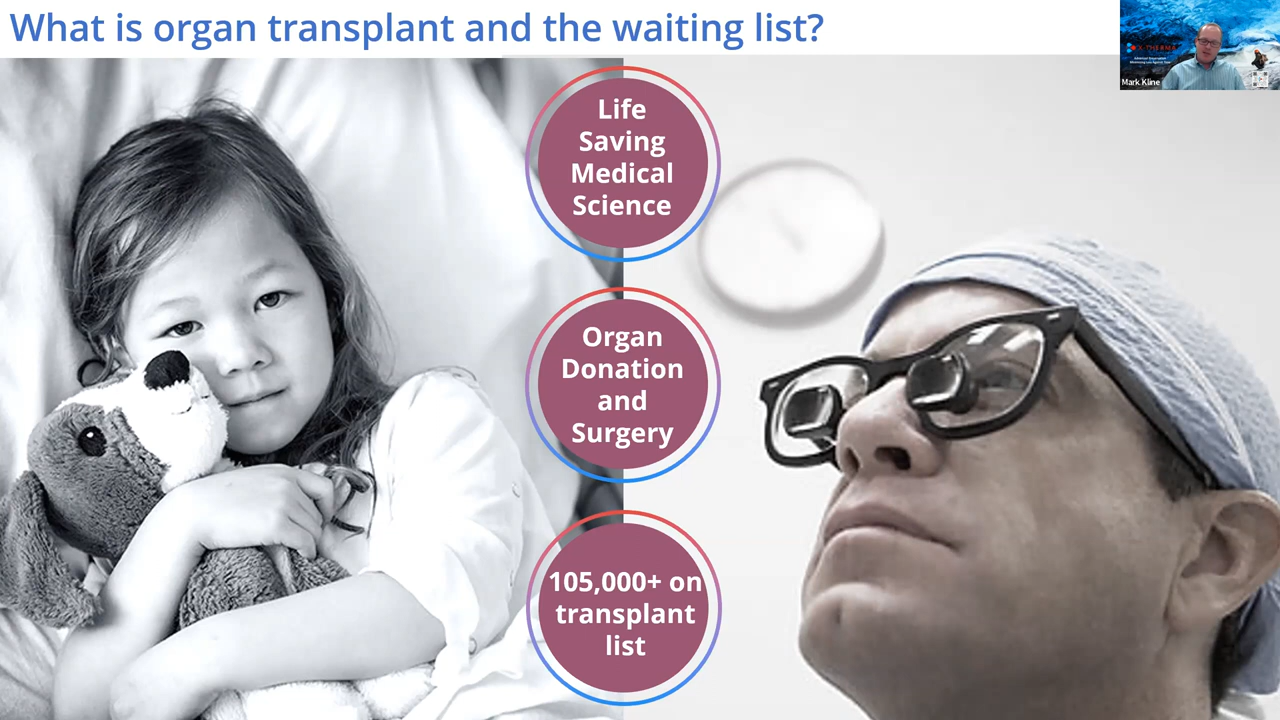 What is organ transplant and the waiting list?
Life
Saving
Medical
Science
Organ
Donation
and
Surgery
105,000+ on
transplant
list
Mark Kline